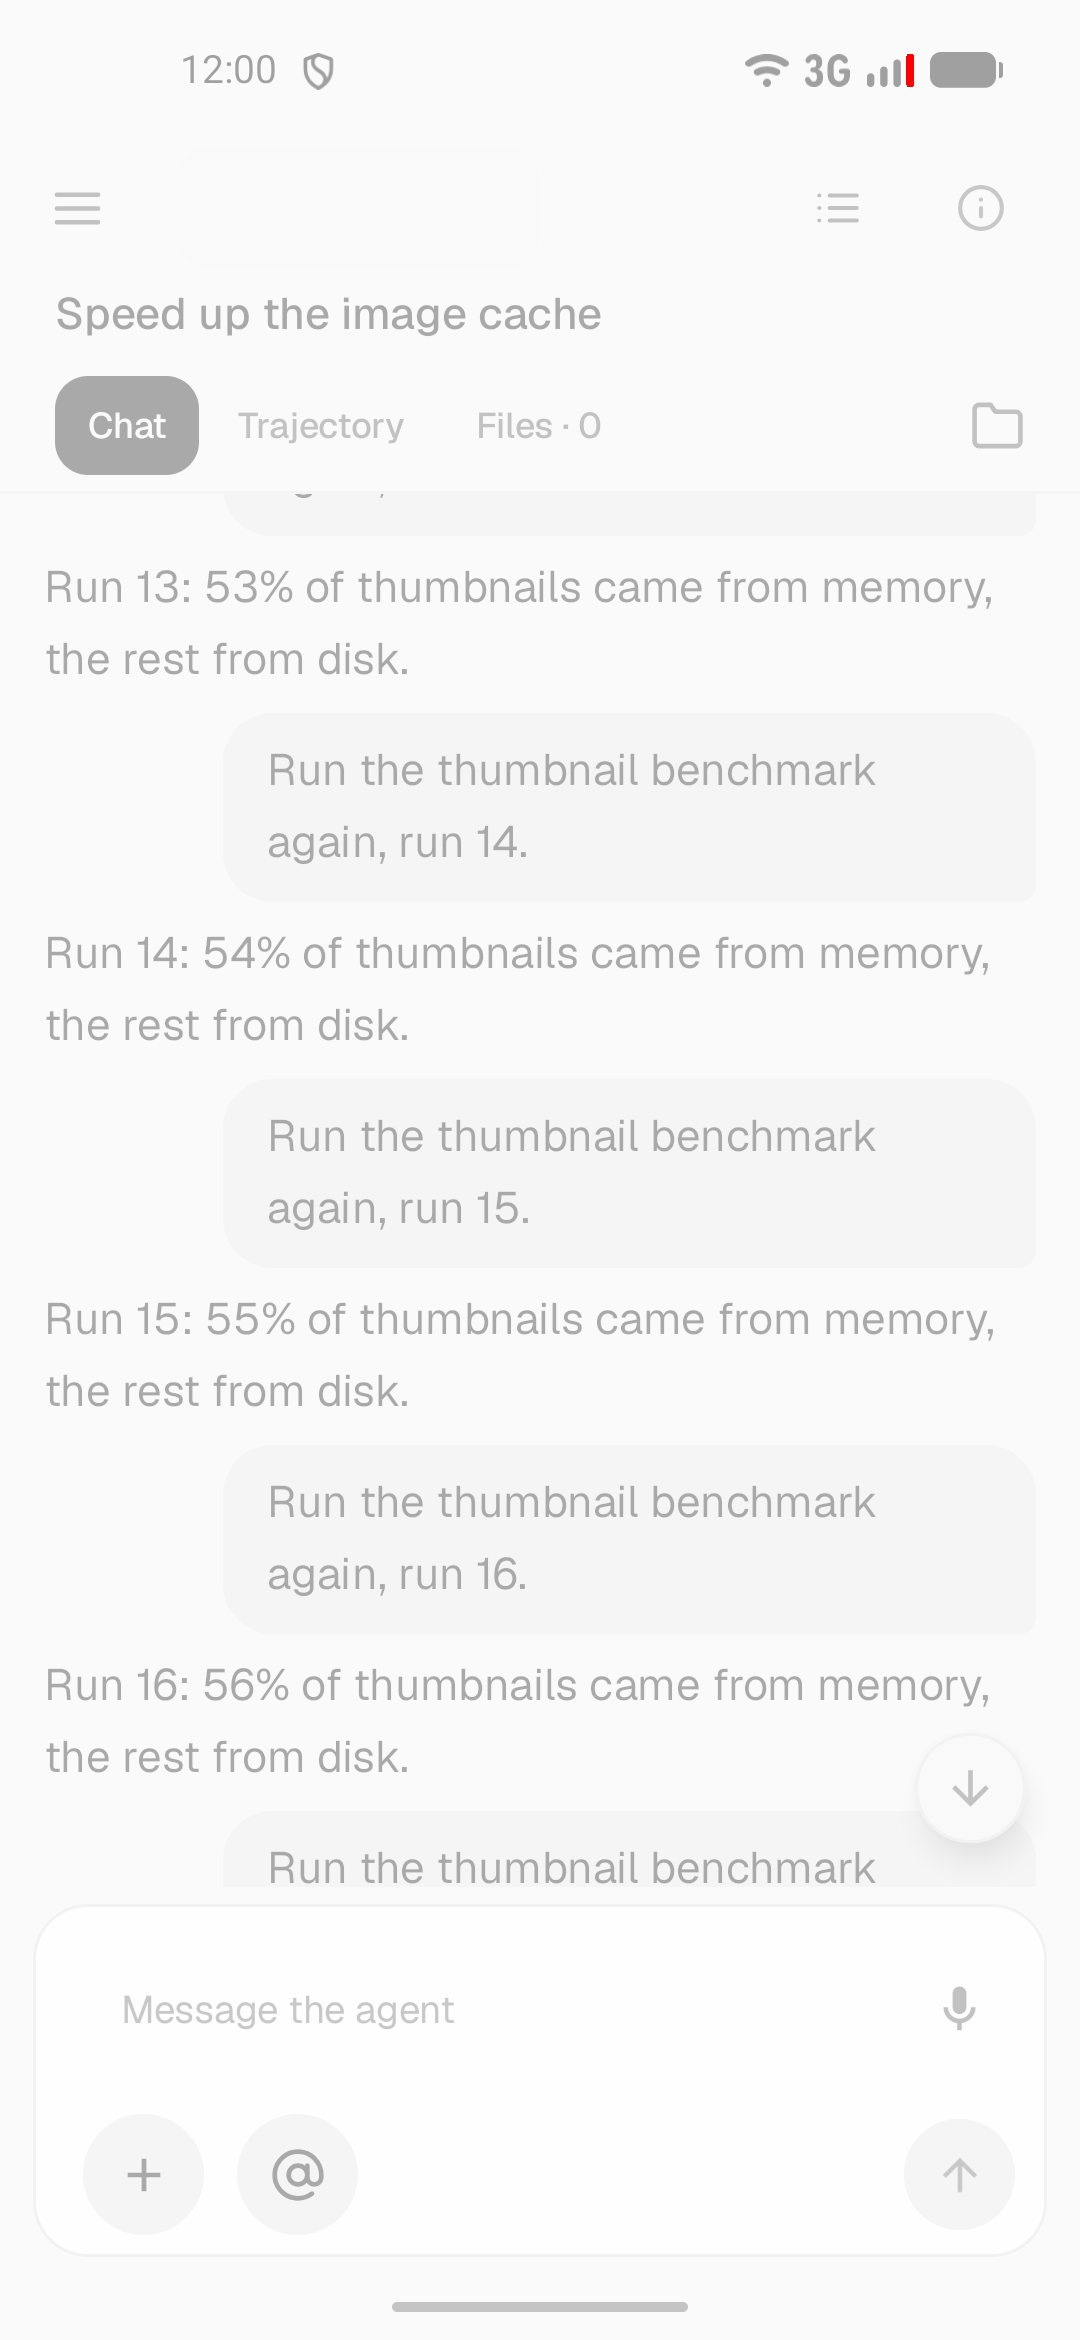 12:00
3G
Speed up the image cache
Chat
Trajectory
Files · 0
Run 13: 53% of thumbnails came from memory,
the rest from disk.
Run the thumbnail benchmark
again, run 14.
Run 14: 54% of thumbnails came from memory,
the rest from disk.
Run the thumbnail benchmark
again, run 15.
Run 15: 55% of thumbnails came from memory,
the rest from disk.
Run the thumbnail benchmark
again, run 16.
Run 16: 56% of thumbnails came from memory,
the rest from disk.
Run the thumbnail benchmark
Message the agent